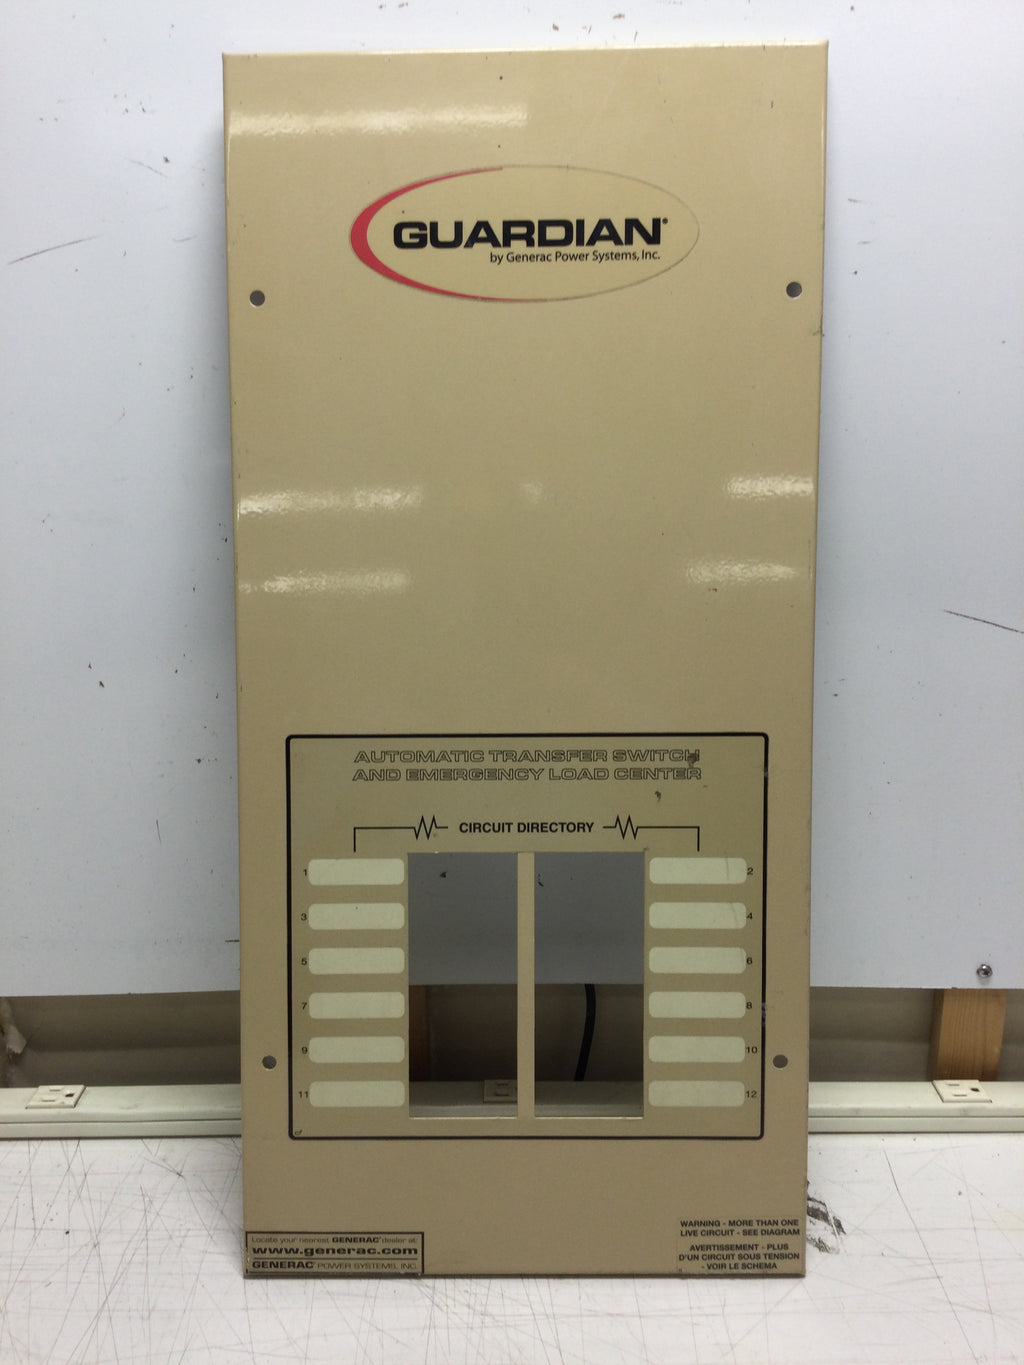 GUARDIAN®
by Generac Power Systems, Inc.
AUTOMATIC TRANSFER SWITCH
AND EMERGENCY LOAD CENTER
CIRCUIT DIRECTORY
1 2
3 4
5 6
7 8
9 10
11 12
Locate your nearest GENERAC® dealer at:
www.generac.com
GENERAC® POWER SYSTEMS, INC.
WARNING - MORE THAN ONE
LIVE CIRCUIT - SEE DIAGRAM
AVERTISSEMENT - PLUS
D'UN CIRCUIT SOUS TENSION
- VOIR LE SCHEMA